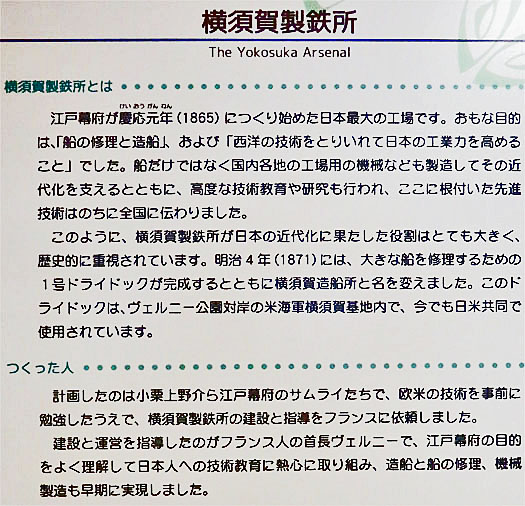 横須賀製鉄所
The Yokosuka Arsenal
横須賀製鉄所とは
けいおうがんねん
江戸幕府が慶応元年（1865）につくり始めた日本最大の工場です。おもな目的
は、「船の修理と造船」、および「西洋の技術をとりいれて日本の工業力を高める
こと」でした。船だけではなく国内各地の工場用の機械なども製造してその近
代化を支えるとともに、高度な技術教育や研究も行われ、ここに根付いた先進
技術はのちに全国に伝わりました。
このように、横須賀製鉄所が日本の近代化に果たした役割はとても大きく、
歴史的に重視されています。明治４年（1871）には、大きな船を修理するための
１号ドライドックが完成するとともに横須賀造船所と名を変えました。このド
ライドックは、ヴェルニー公園対岸の米海軍横須賀基地内で、今でも日米共同で
使用されています。
つくった人
計画したのは小栗上野介ら江戸幕府のサムライたちで、欧米の技術を事前に
勉強したうえで、横須賀製鉄所の建設と指導をフランスに依頼しました。
建設と運営を指導したのがフランス人の首長ヴェルニーで、江戸幕府の目的
をよく理解して日本人への技術教育に熱心に取り組み、造船と船の修理、機械
製造も早期に実現しました。